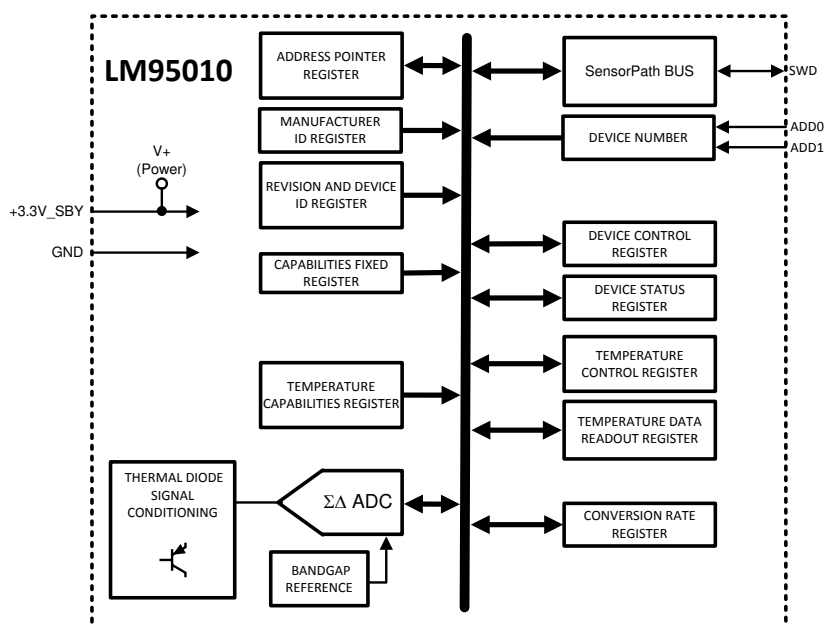 LM95010
ADDRESS POINTER
REGISTER
SensorPath BUS
SWD
MANUFACTURER
ID REGISTER
DEVICE NUMBER
ADD0
ADD1
V+
(Power)
REVISION AND DEVICE
ID REGISTER
+3.3V_SBY
GND
CAPABILITIES FIXED
REGISTER
DEVICE CONTROL
REGISTER
DEVICE STATUS
REGISTER
TEMPERATURE
CONTROL REGISTER
TEMPERATURE
CAPABILITIES REGISTER
TEMPERATURE DATA
READOUT REGISTER
THERMAL DIODE
SIGNAL
CONDITIONING
ΣΔ ADC
CONVERSION RATE
REGISTER
BANDGAP
REFERENCE